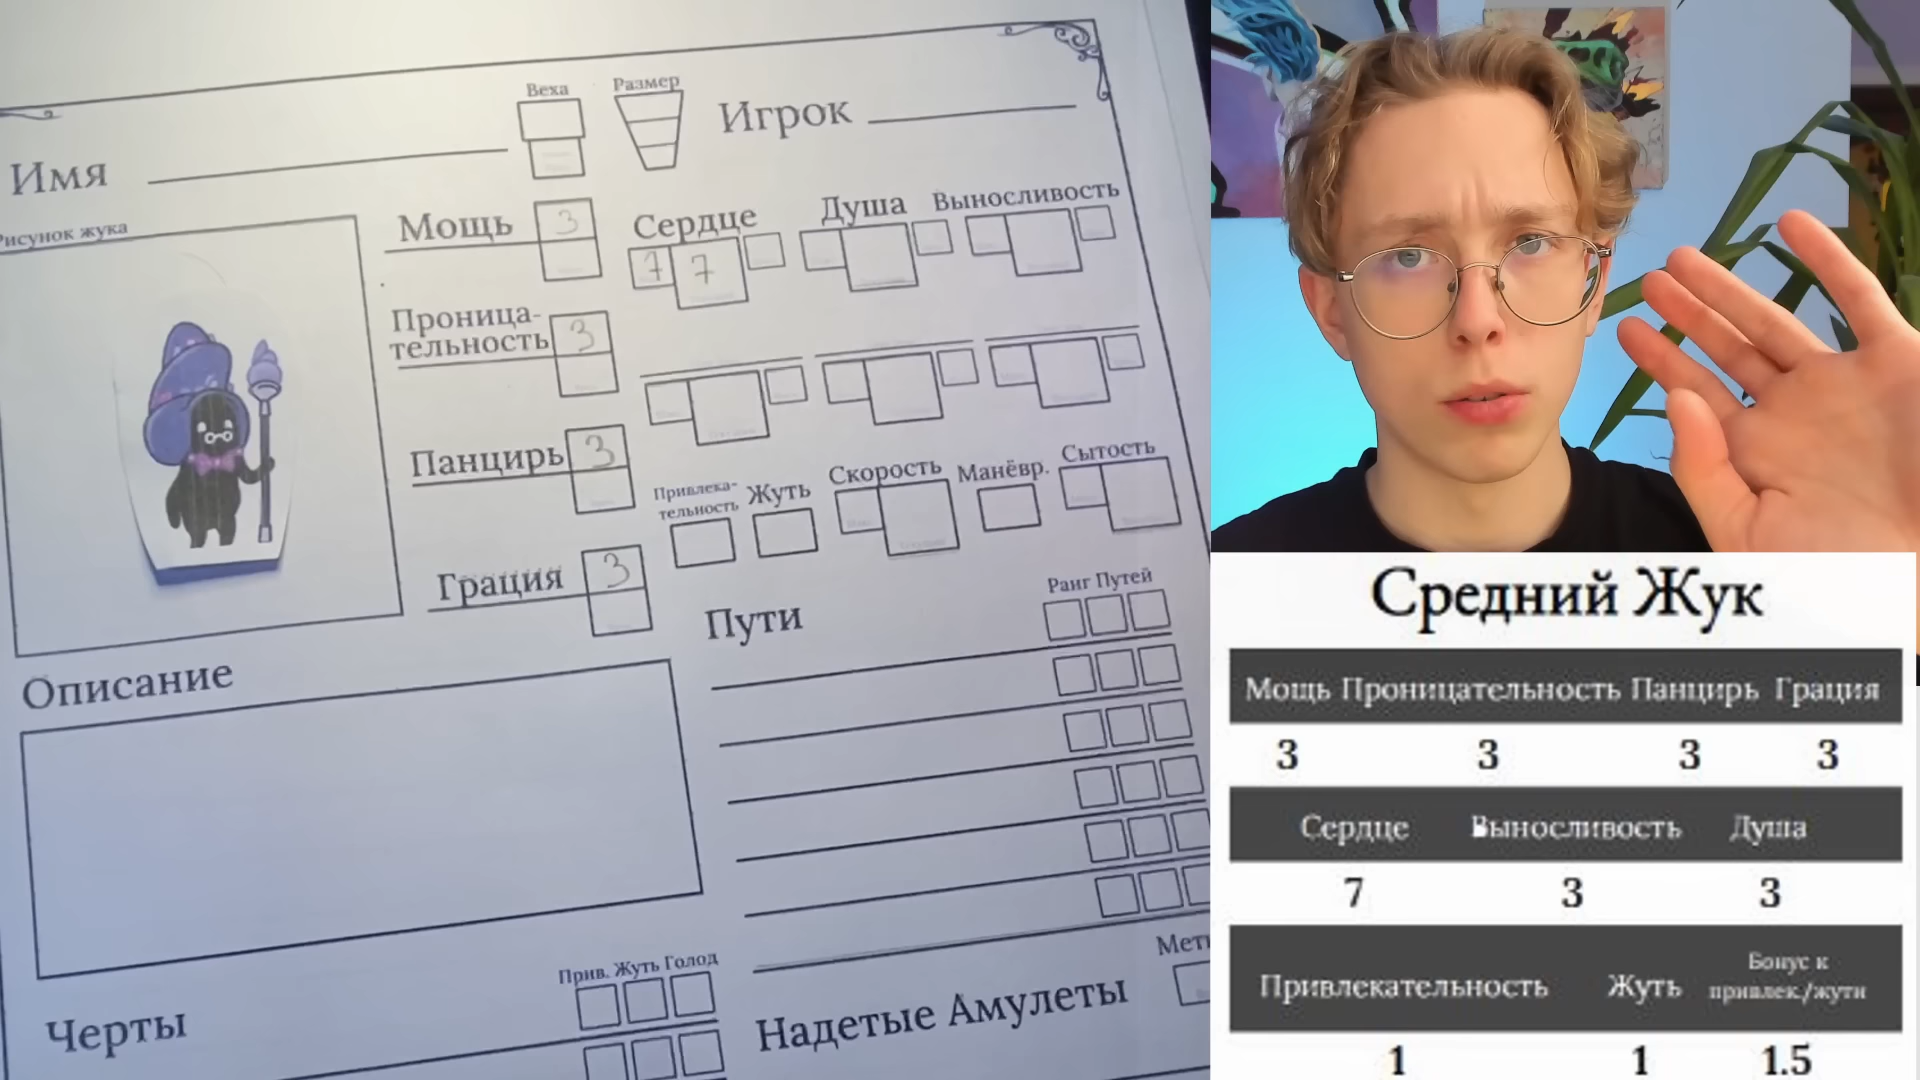 Веха
Размер
Игрок
Имя
Рисунок жука
Мощь 3
Сердце
7 7
Душа
Выносливость
Проница-
тельность 3
Панцирь 3
Привлека-
тельность
Жуть
Скорость
Манёвр.
Сытость
Грация 3
Пути
Ранг Путей
Описание
Прив. Жуть Голод
Черты
Надетые Амулеты
Средний Жук
Мощь Проницательность Панцирь Грация
3 3 3 3
Сердце Выносливость Душа
7 3 3
Привлекательность Жуть Бонус к
привлек./жути
1 1 1.5